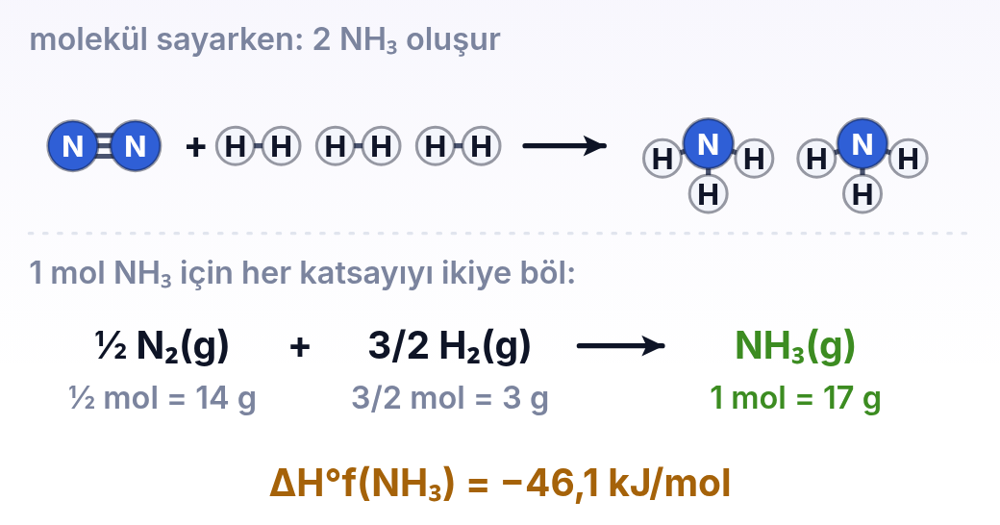 molekül sayarken: 2 NH₃ oluşur
N N + H H H H H H N H H H N H H H
1 mol NH₃ için her katsayıyı ikiye böl:
½ N₂(g) + 3/2 H₂(g) NH₃(g)
½ mol = 14 g 3/2 mol = 3 g 1 mol = 17 g
ΔH°f(NH₃) = −46,1 kJ/mol